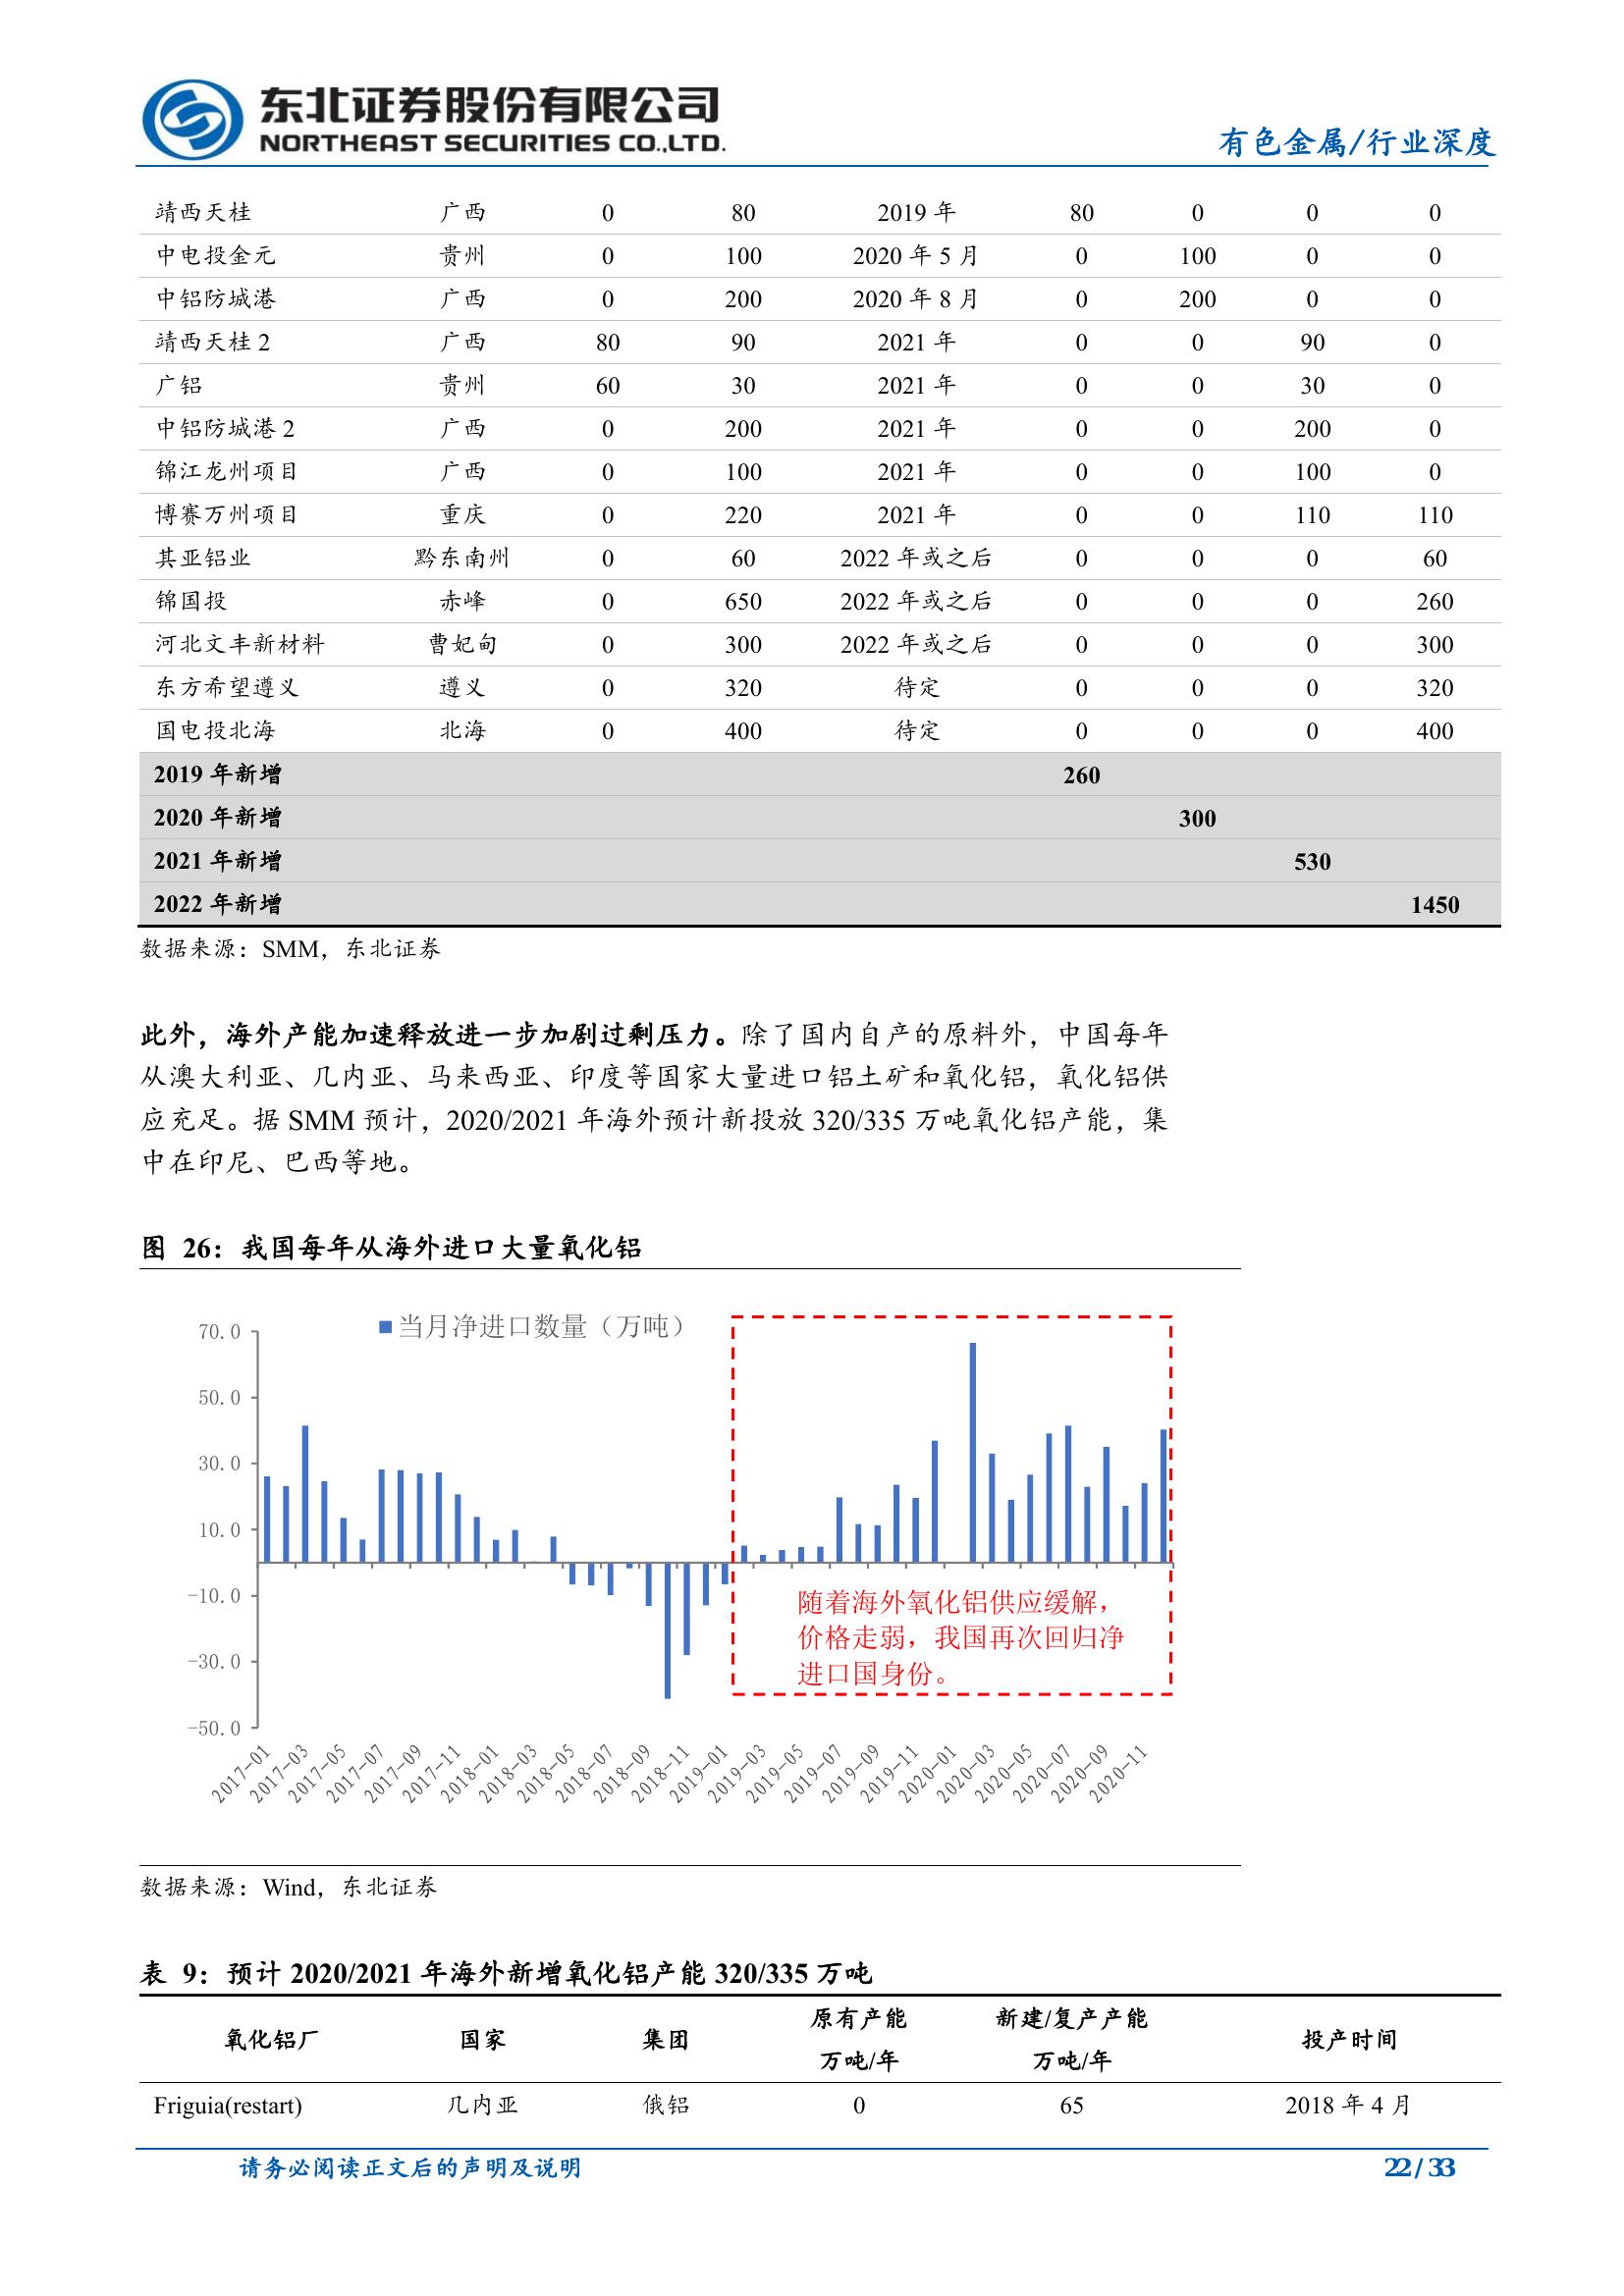 东北证券股份有限公司
NORTHEAST SECURITIES CO.,LTD.
有色金属/行业深度
靖西天桂 广西 0 80 2019 年 80 0 0 0
中电投金元 贵州 0 100 2020 年 5 月 0 100 0 0
中铝防城港 广西 0 200 2020 年 8 月 0 200 0 0
靖西天桂 2 广西 80 90 2021 年 0 0 90 0
广铝 贵州 60 30 2021 年 0 0 30 0
中铝防城港 2 广西 0 200 2021 年 0 0 200 0
锦江龙州项目 广西 0 100 2021 年 0 0 100 0
博赛万州项目 重庆 0 220 2021 年 0 0 110 110
其亚铝业 黔东南州 0 60 2022 年或之后 0 0 0 60
锦国投 赤峰 0 650 2022 年或之后 0 0 0 260
河北文丰新材料 曹妃甸 0 300 2022 年或之后 0 0 0 300
东方希望遵义 遵义 0 320 待定 0 0 0 320
国电投北海 北海 0 400 待定 0 0 0 400
2019 年新增 260
2020 年新增 300
2021 年新增 530
2022 年新增 1450
数据来源：SMM，东北证券
此外，海外产能加速释放进一步加剧过剩压力。除了国内自产的原料外，中国每年
从澳大利亚、几内亚、马来西亚、印度等国家大量进口铝土矿和氧化铝，氧化铝供
应充足。据 SMM 预计，2020/2021 年海外预计新投放 320/335 万吨氧化铝产能，集
中在印尼、巴西等地。
图 26：我国每年从海外进口大量氧化铝
当月净进口数量（万吨）
70.0
50.0
30.0
10.0
-10.0
-30.0
-50.0
随着海外氧化铝供应缓解，
价格走弱，我国再次回归净
进口国身份。
2017-01 2017-03 2017-05 2017-07 2017-09 2017-11 2018-01 2018-03 2018-05 2018-07 2018-09 2018-11 2019-01 2019-03 2019-05 2019-07 2019-09 2019-11 2020-01 2020-03 2020-05 2020-07 2020-09 2020-11
数据来源：Wind，东北证券
表 9：预计 2020/2021 年海外新增氧化铝产能 320/335 万吨
氧化铝厂 国家 集团 原有产能 新建/复产产能 投产时间
万吨/年 万吨/年
Friguia(restart) 几内亚 俄铝 0 65 2018 年 4 月
请务必阅读正文后的声明及说明 22 / 33